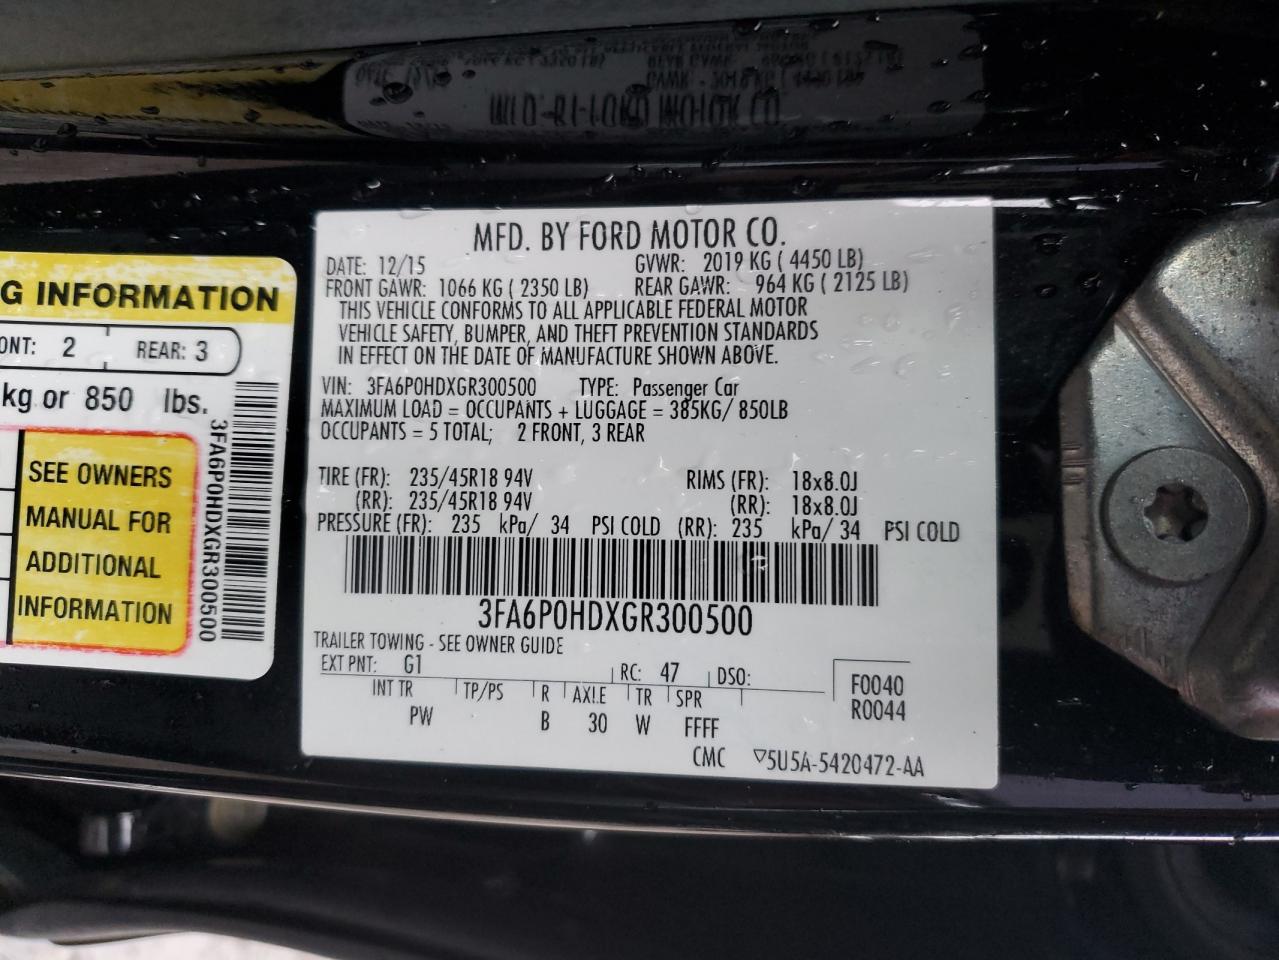 G INFORMATION
ONT: 2 REAR: 3
kg or 850 lbs.
SEE OWNERS
MANUAL FOR
ADDITIONAL
INFORMATION
3FA6P0HDXGR300500
MFD. BY FORD MOTOR CO.
DATE: 12/15 GVWR: 2019 KG ( 4450 LB)
FRONT GAWR: 1066 KG ( 2350 LB) REAR GAWR: 964 KG ( 2125 LB)
THIS VEHICLE CONFORMS TO ALL APPLICABLE FEDERAL MOTOR
VEHICLE SAFETY, BUMPER, AND THEFT PREVENTION STANDARDS
IN EFFECT ON THE DATE OF MANUFACTURE SHOWN ABOVE.
VIN: 3FA6P0HDXGR300500 TYPE: Passenger Car
MAXIMUM LOAD = OCCUPANTS + LUGGAGE = 385KG/ 850LB
OCCUPANTS = 5 TOTAL; 2 FRONT, 3 REAR
TIRE (FR): 235/45R18 94V RIMS (FR): 18x8.0J
(RR): 235/45R18 94V (RR): 18x8.0J
PRESSURE (FR): 235 kPa/ 34 PSI COLD (RR): 235 kPa/ 34 PSI COLD
3FA6P0HDXGR300500
TRAILER TOWING - SEE OWNER GUIDE
EXT PNT: G1 RC: 47 DSO:
INT TR TP/PS R AXLE TR SPR F0040
PW B 30 W FFFF R0044
CMC ▽5U5A-5420472-AA